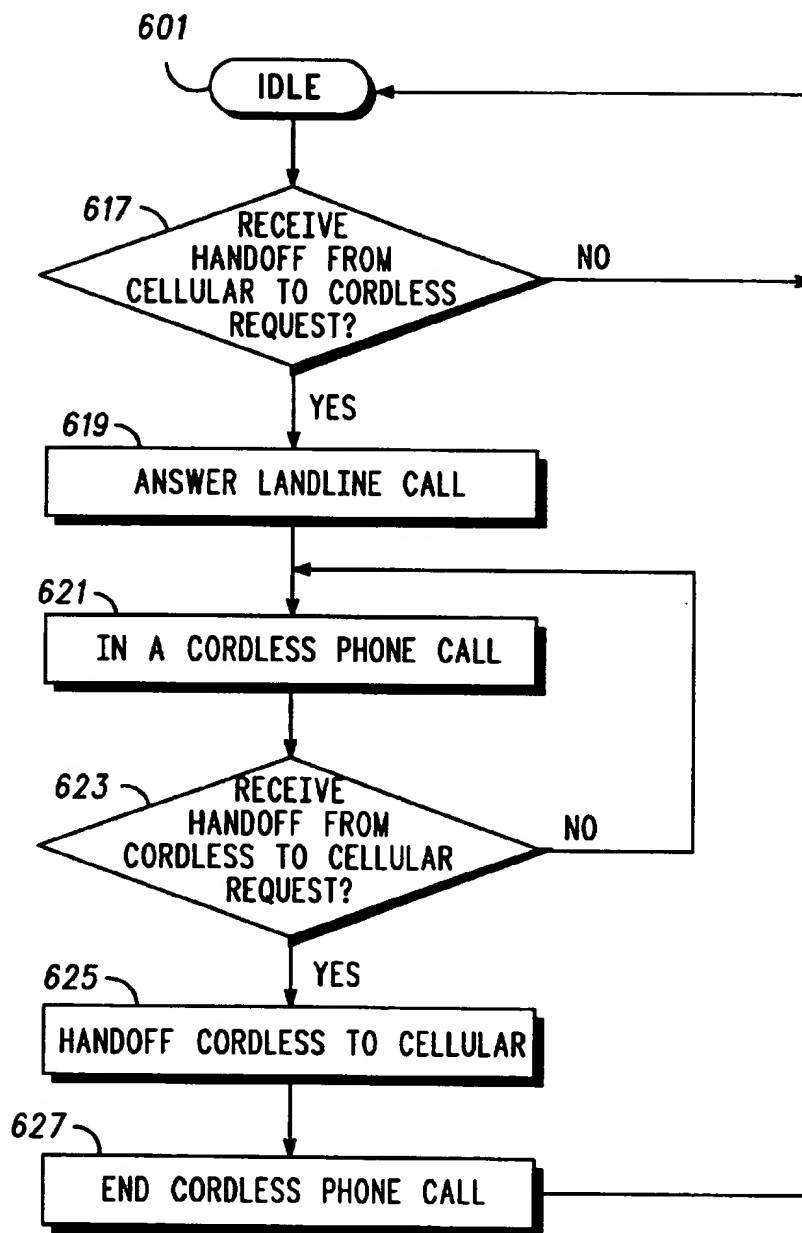 601
IDLE
617
RECEIVE
HANDOFF FROM
CELLULAR TO CORDLESS
REQUEST?
NO
YES
619
ANSWER LANDLINE CALL
621
IN A CORDLESS PHONE CALL
623
RECEIVE
HANDOFF FROM
CORDLESS TO CELLULAR
REQUEST?
NO
YES
625
HANDOFF CORDLESS TO CELLULAR
627
END CORDLESS PHONE CALL